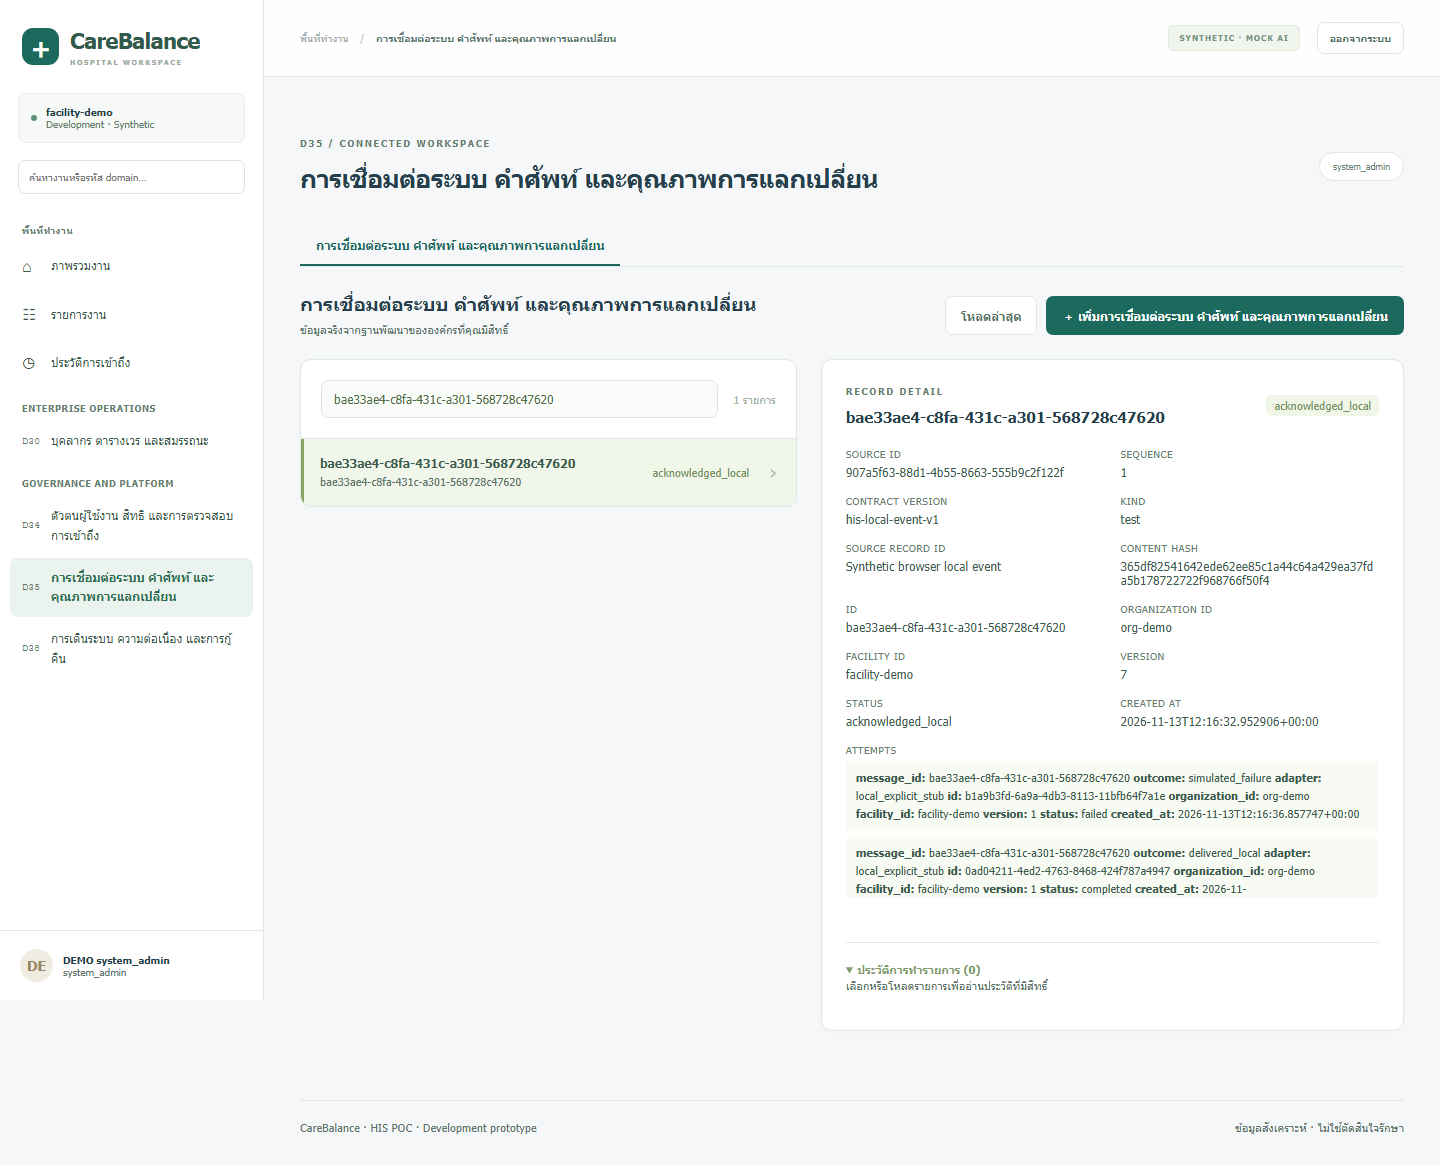 CareBalance
HOSPITAL WORKSPACE
facility-demo
Development · Synthetic
ค้นหางานหรือรหัส domain...
พื้นที่ทำงาน
ภาพรวมงาน
รายการงาน
ประวัติการเข้าถึง
ENTERPRISE OPERATIONS
D30 บุคลากร ตารางเวร และสมรรถนะ
GOVERNANCE AND PLATFORM
D34 ตัวตนผู้ใช้งาน สิทธิ และการตรวจสอบ
การเข้าถึง
D35 การเชื่อมต่อระบบ คำศัพท์ และ
คุณภาพการแลกเปลี่ยน
D36 การเดินระบบ ความต่อเนื่อง และการกู้
คืน
DE
DEMO system_admin
system_admin
พื้นที่ทำงาน / การเชื่อมต่อระบบ คำศัพท์ และคุณภาพการแลกเปลี่ยน
SYNTHETIC · MOCK AI
ออกจากระบบ
D35 / CONNECTED WORKSPACE
การเชื่อมต่อระบบ คำศัพท์ และคุณภาพการแลกเปลี่ยน
system_admin
การเชื่อมต่อระบบ คำศัพท์ และคุณภาพการแลกเปลี่ยน
การเชื่อมต่อระบบ คำศัพท์ และคุณภาพการแลกเปลี่ยน
ข้อมูลจริงจากฐานพัฒนาขององค์กรที่คุณมีสิทธิ์
โหลดล่าสุด
+ เพิ่มการเชื่อมต่อระบบ คำศัพท์ และคุณภาพการแลกเปลี่ยน
bae33ae4-c8fa-431c-a301-568728c47620
1 รายการ
bae33ae4-c8fa-431c-a301-568728c47620
bae33ae4-c8fa-431c-a301-568728c47620
acknowledged_local
RECORD DETAIL
bae33ae4-c8fa-431c-a301-568728c47620
acknowledged_local
SOURCE ID
907a5f63-88d1-4b55-8663-555b9c2f122f
SEQUENCE
1
CONTRACT VERSION
his-local-event-v1
KIND
test
SOURCE RECORD ID
Synthetic browser local event
CONTENT HASH
365df82541642ede62ee85c1a44c64a429ea37fd
a5b178722722f968766f50f4
ID
bae33ae4-c8fa-431c-a301-568728c47620
ORGANIZATION ID
org-demo
FACILITY ID
facility-demo
VERSION
7
STATUS
acknowledged_local
CREATED AT
2026-11-13T12:16:32.952906+00:00
ATTEMPTS
message_id: bae33ae4-c8fa-431c-a301-568728c47620 outcome: simulated_failure adapter:
local_explicit_stub id: b1a9b3fd-6a9a-4db3-8113-11bfb64f7a1e organization_id: org-demo
facility_id: facility-demo version: 1 status: failed created_at: 2026-11-13T12:16:36.857747+00:00
message_id: bae33ae4-c8fa-431c-a301-568728c47620 outcome: delivered_local adapter:
local_explicit_stub id: 0ad04211-4ed2-4763-8468-424f787a4947 organization_id: org-demo
facility_id: facility-demo version: 1 status: completed created_at: 2026-11-
▼ ประวัติการทำรายการ (0)
เลือกหรือโหลดรายการเพื่ออ่านประวัติที่มีสิทธิ์
CareBalance · HIS POC · Development prototype
ข้อมูลสังเคราะห์ · ไม่ใช้ตัดสินใจรักษา